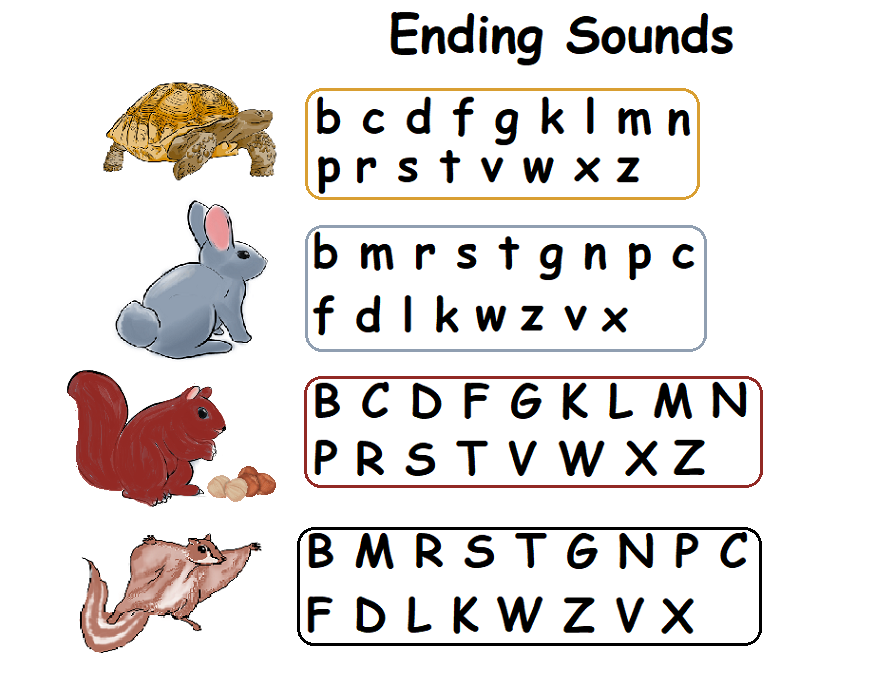 Ending Sounds
b c d f g k l m n
p r s t v w x z
b m r s t g n p c
f d l k w z v x
B C D F G K L M N
P R S T V W X Z
B M R S T G N P C
F D L K W Z V X